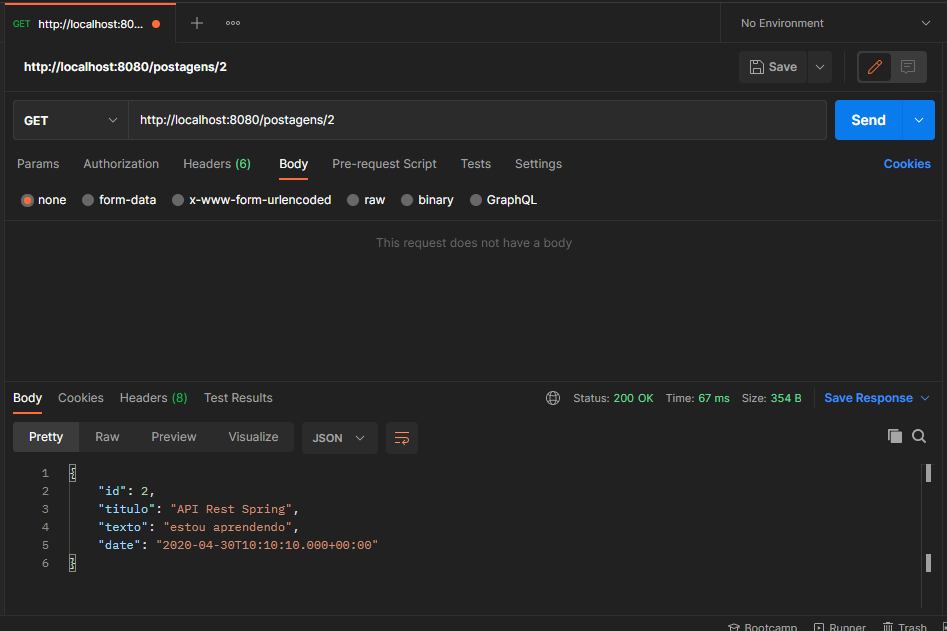 GET http://localhost:80...
No Environment
http://localhost:8080/postagens/2
Save
GET http://localhost:8080/postagens/2 Send
Params Authorization Headers (6) Body Pre-request Script Tests Settings Cookies
none form-data x-www-form-urlencoded raw binary GraphQL
This request does not have a body
Body Cookies Headers (8) Test Results Status: 200 OK Time: 67 ms Size: 354 B Save Response
Pretty Raw Preview Visualize JSON
1 {
2 "id": 2,
3 "titulo": "API Rest Spring",
4 "texto": "estou aprendendo",
5 "date": "2020-04-30T10:10:10.000+00:00"
6 }
Bootcamp Runner Trash